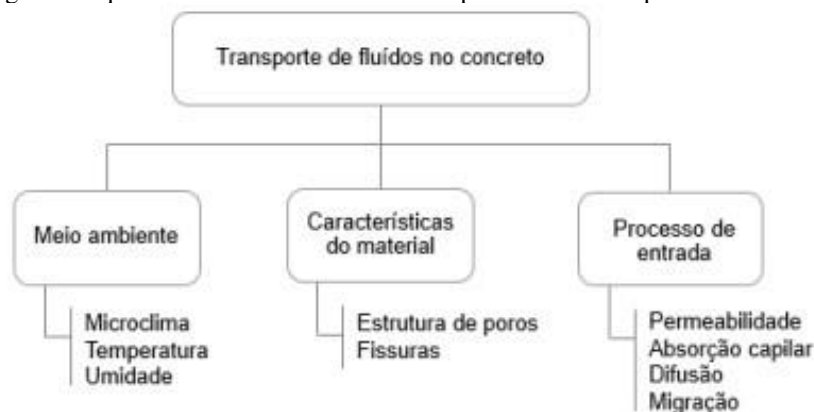 Transporte de fluídos no concreto
Meio ambiente
Características
do material
Processo de
entrada
Microclima
Temperatura
Umidade
Estrutura de poros
Fissuras
Permeabilidade
Absorção capilar
Difusão
Migração